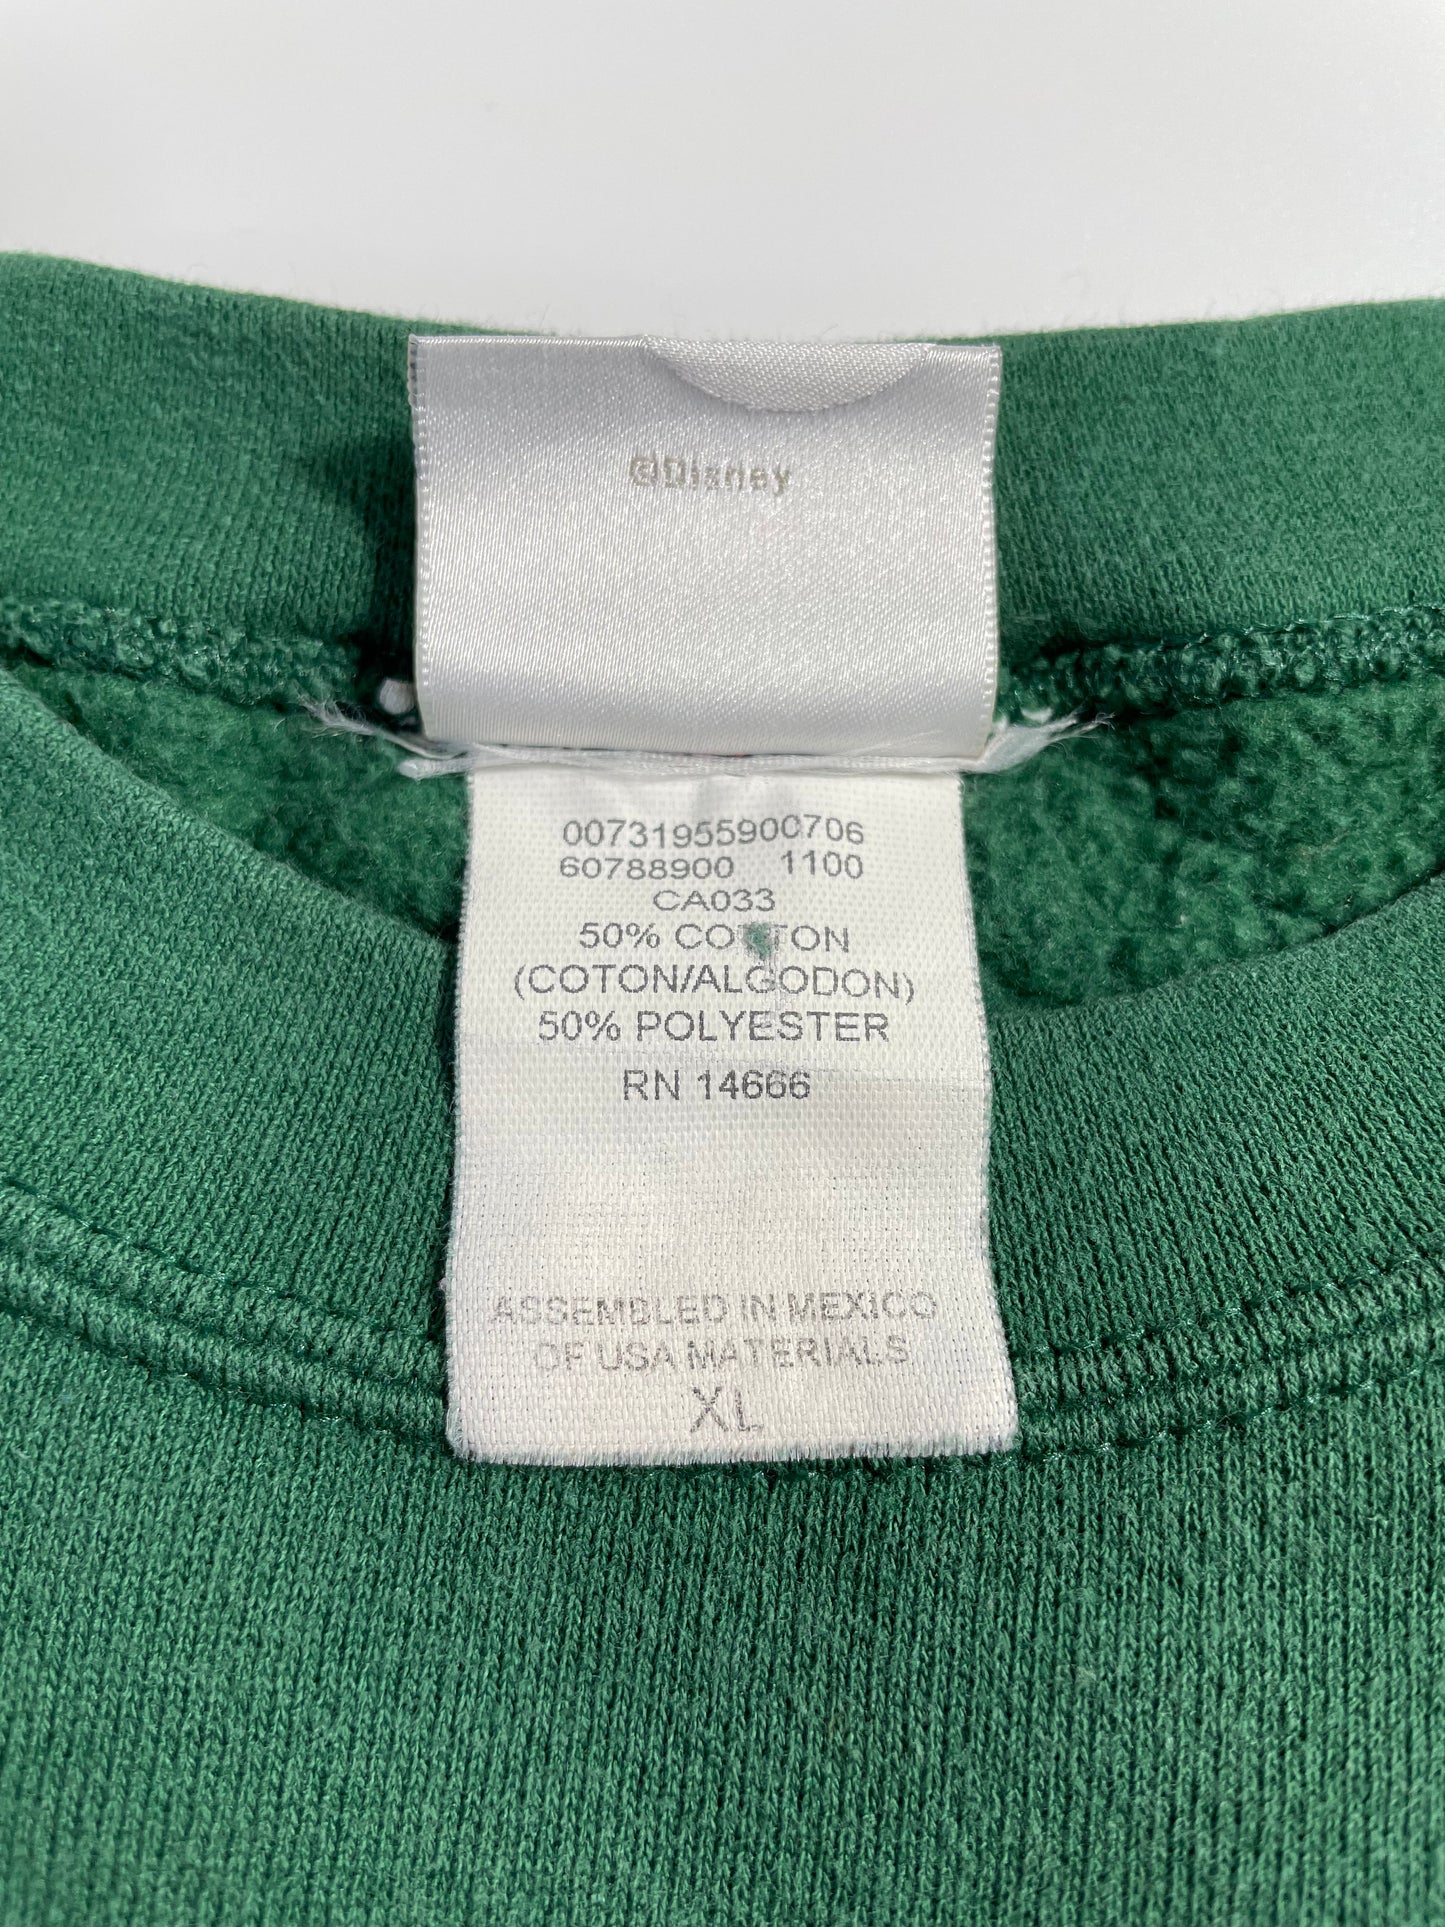 ©Disney
00731955900706
60788900 1100
CA033
50% COTTON
(COTON/ALGODON)
50% POLYESTER
RN 14666
ASSEMBLED IN MEXICO
OF USA MATERIALS
XL